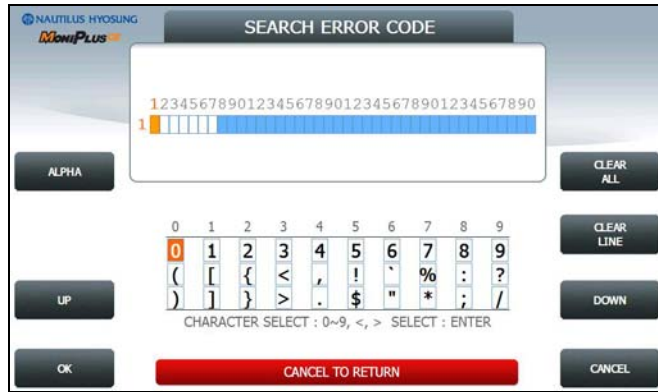 NAUTILUS HYOSUNG
MoniPlus CE
SEARCH ERROR CODE
1234567890123456789012345678901234567890
1
ALPHA
CLEAR ALL
0 1 2 3 4 5 6 7 8 9
0 1 2 3 4 5 6 7 8 9
( [ { < , ! ` % : ?
) ] } > . $ " * ; /
CLEAR LINE
UP
CHARACTER SELECT : 0~9, <, > SELECT : ENTER
DOWN
OK
CANCEL TO RETURN
CANCEL